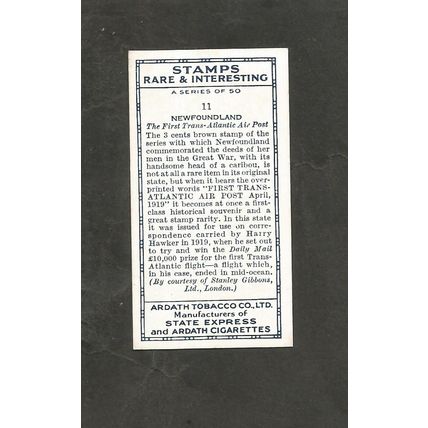 STAMPS
RARE & INTERESTING
A SERIES OF 50
11
NEWFOUNDLAND
The First Trans-Atlantic Air Post
The 3 cents brown stamp of the
series with which Newfoundland
commemorated the deeds of her
men in the Great War, with its
handsome head of a caribou, is
not at all a rare item in its original
state, but when it bears the over-
printed words "FIRST TRANS-
ATLANTIC AIR POST April,
1919" it becomes at once a first-
class historical souvenir and a
great stamp rarity. In this state
it was issued for use on corre-
spondence carried by Harry
Hawker in 1919, when he set out
to try and win the Daily Mail
£10,000 prize for the first Trans-
Atlantic flight—a flight which,
in his case, ended in mid-ocean.
(By courtesy of Stanley Gibbons,
Ltd., London.)
ARDATH TOBACCO CO., LTD.
Manufacturers of
STATE EXPRESS
and ARDATH CIGARETTES